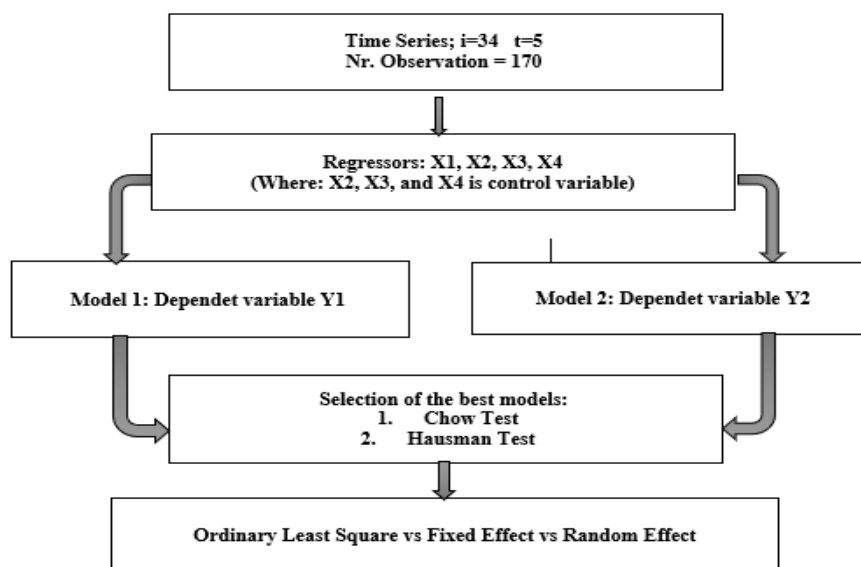 Time Series; i=34 t=5
Nr. Observation = 170
Regressors: X1, X2, X3, X4
(Where: X2, X3, and X4 is control variable)
Model 1: Dependet variable Y1
Model 2: Dependet variable Y2
Selection of the best models:
1. Chow Test
2. Hausman Test
Ordinary Least Square vs Fixed Effect vs Random Effect